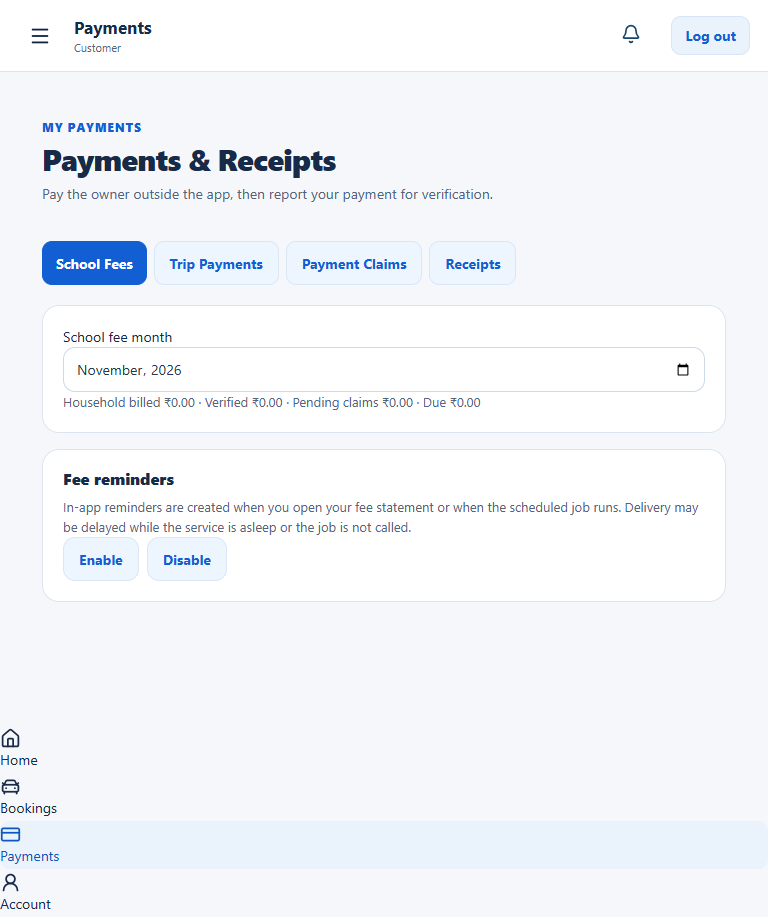 Payments
Customer
Log out
MY PAYMENTS
Payments & Receipts
Pay the owner outside the app, then report your payment for verification.
School Fees
Trip Payments
Payment Claims
Receipts
School fee month
November, 2026
Household billed ₹0.00 · Verified ₹0.00 · Pending claims ₹0.00 · Due ₹0.00
Fee reminders
In-app reminders are created when you open your fee statement or when the scheduled job runs. Delivery may
be delayed while the service is asleep or the job is not called.
Enable
Disable
Home
Bookings
Payments
Account